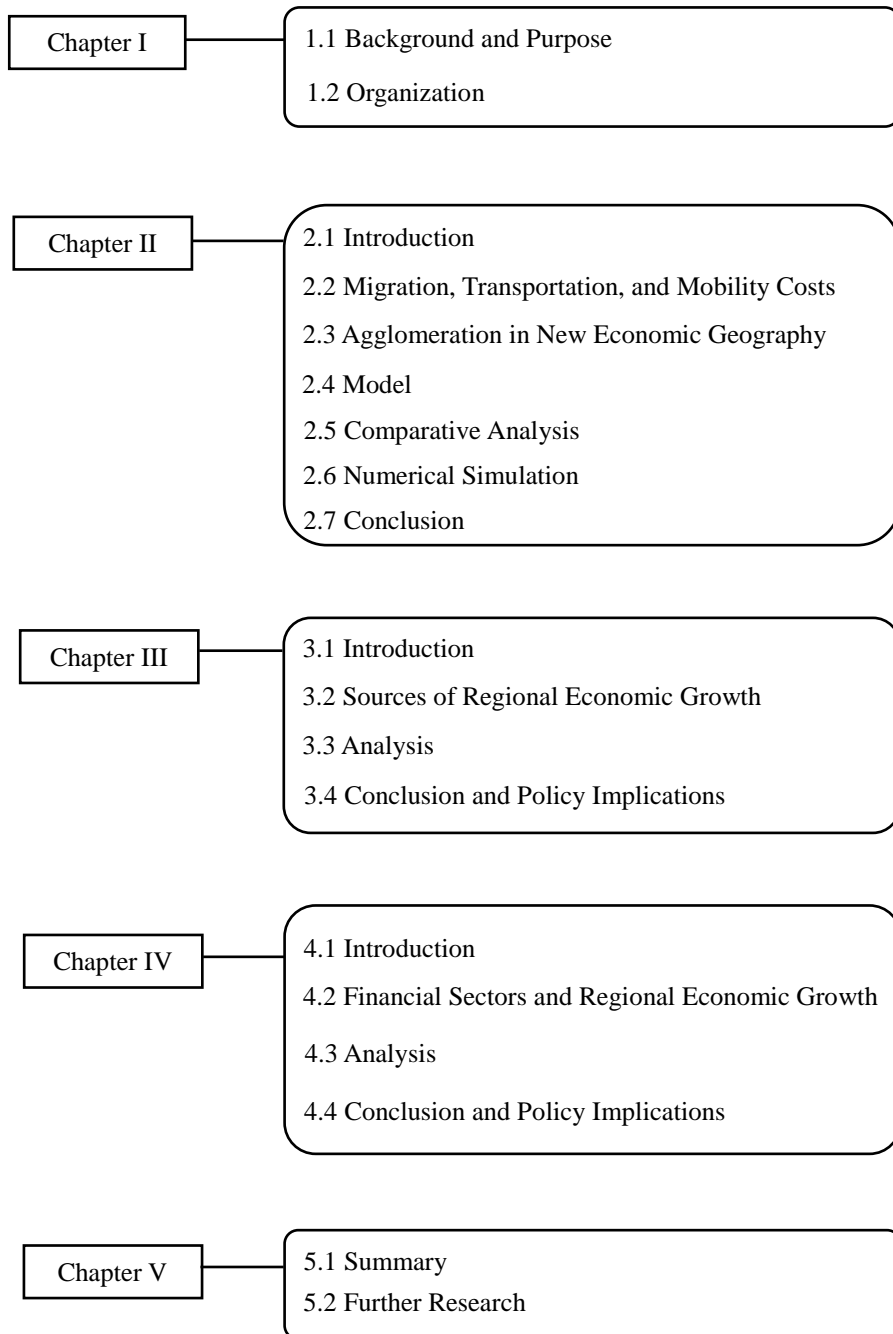 Chapter I
1.1 Background and Purpose
1.2 Organization
Chapter II
2.1 Introduction
2.2 Migration, Transportation, and Mobility Costs
2.3 Agglomeration in New Economic Geography
2.4 Model
2.5 Comparative Analysis
2.6 Numerical Simulation
2.7 Conclusion
Chapter III
3.1 Introduction
3.2 Sources of Regional Economic Growth
3.3 Analysis
3.4 Conclusion and Policy Implications
Chapter IV
4.1 Introduction
4.2 Financial Sectors and Regional Economic Growth
4.3 Analysis
4.4 Conclusion and Policy Implications
Chapter V
5.1 Summary
5.2 Further Research